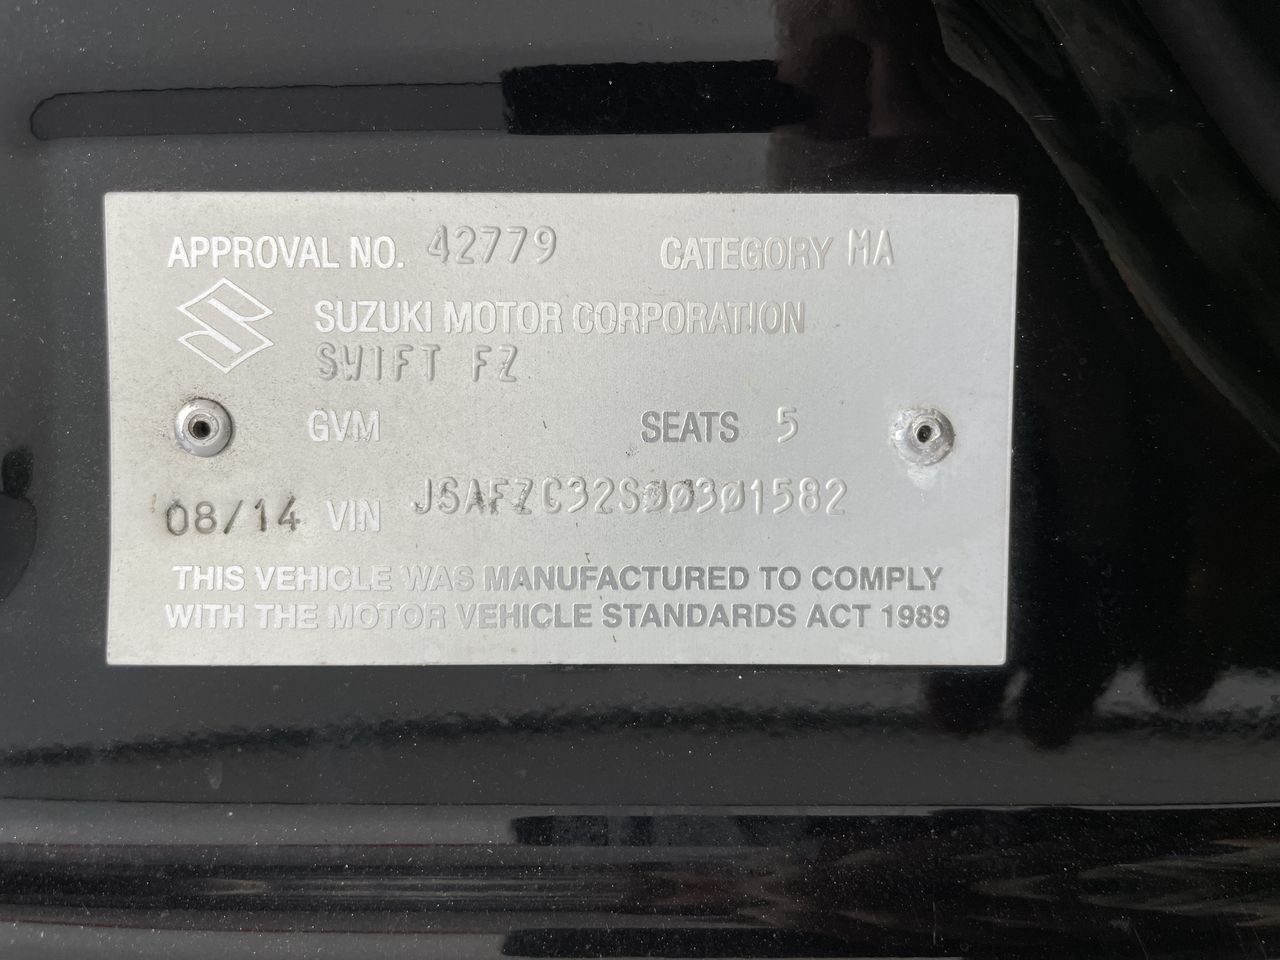 APPROVAL NO. 42779 CATEGORY MA
SUZUKI MOTOR CORPORATION
SWIFT FZ
GVM SEATS 5
08/14 VIN JSAFZC32S00301582
THIS VEHICLE WAS MANUFACTURED TO COMPLY
WITH THE MOTOR VEHICLE STANDARDS ACT 1989